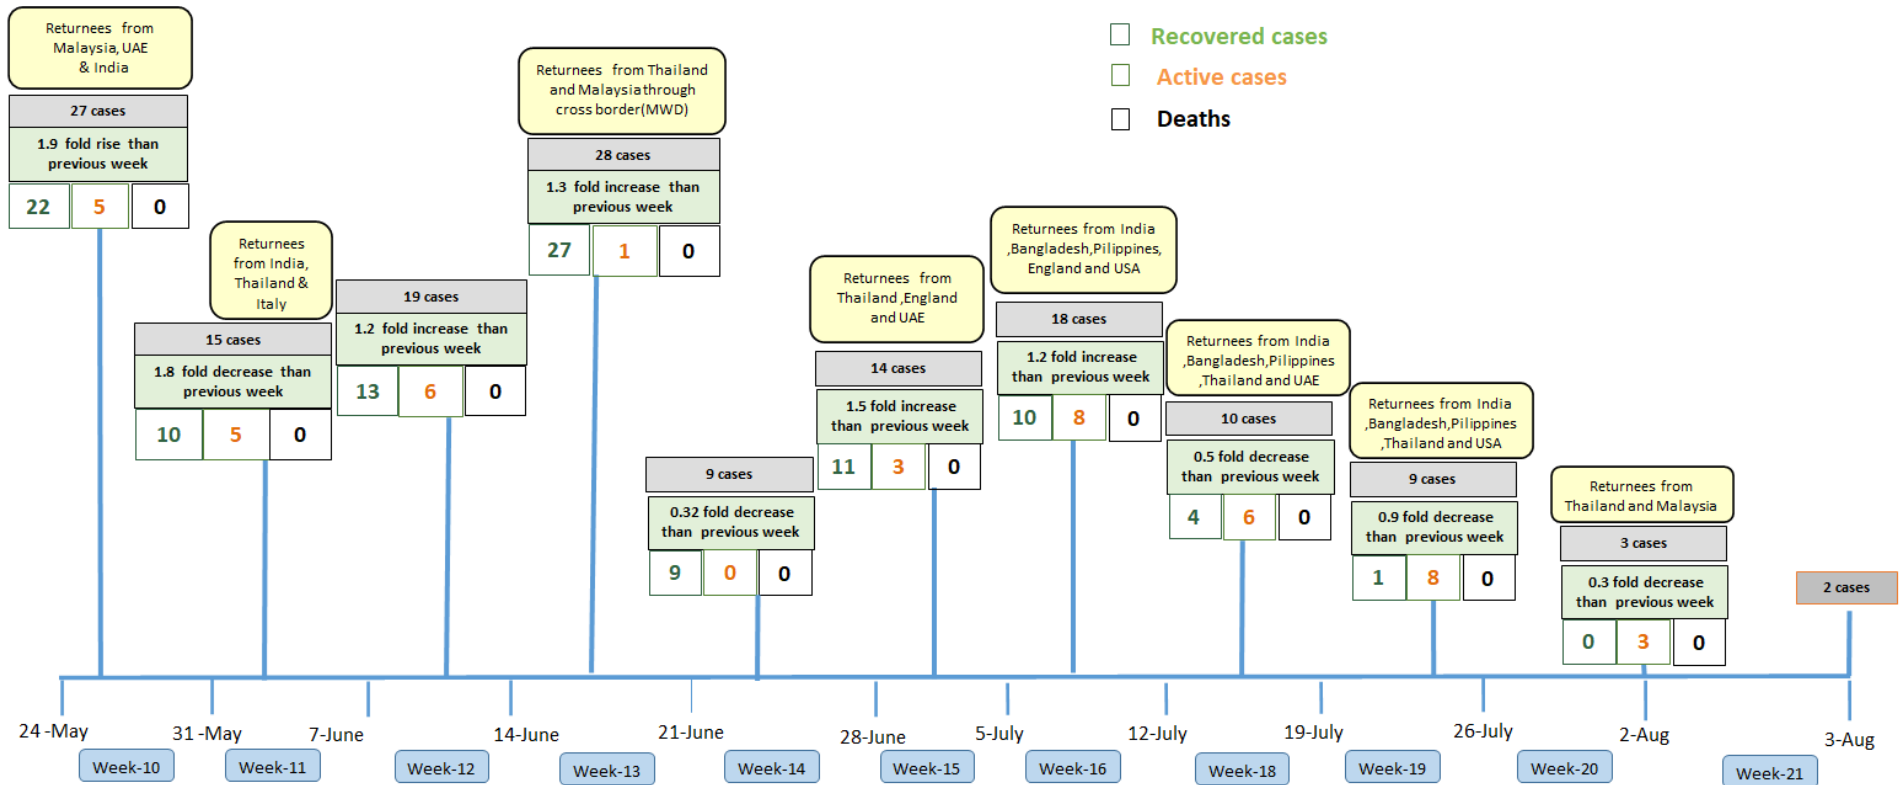 Returnees from
Malaysia, UAE
& India
27 cases
1.9 fold rise than
previous week
22 5 0
Returnees
from India,
Thailand &
Italy
15 cases
1.8 fold decrease than
previous week
10 5 0
19 cases
1.2 fold increase than
previous week
13 6 0
Returnees from Thailand
and Malaysia through
cross border(MWD)
28 cases
1.3 fold increase than
previous week
27 1 0
9 cases
0.32 fold decrease
than previous week
9 0 0
Returnees from
Thailand ,England
and UAE
14 cases
1.5 fold increase
than previous week
11 3 0
Returnees from India
,Bangladesh,Pilippines,
England and USA
18 cases
1.2 fold increase
than previous week
10 8 0
Returnees from India
,Bangladesh,Pilippines
,Thailand and UAE
10 cases
0.5 fold decrease
than previous week
4 6 0
Returnees from India
,Bangladesh,Pilippines
,Thailand and USA
9 cases
0.9 fold decrease
than previous week
1 8 0
Returnees from
Thailand and Malaysia
3 cases
0.3 fold decrease
than previous week
0 3 0
2 cases
Recovered cases
Active cases
Deaths
24 -May 31 -May 7-June 14-June 21-June 28-June 5-July 12-July 19-July 26-July 2-Aug 3-Aug
Week-10 Week-11 Week-12 Week-13 Week-14 Week-15 Week-16 Week-18 Week-19 Week-20 Week-21